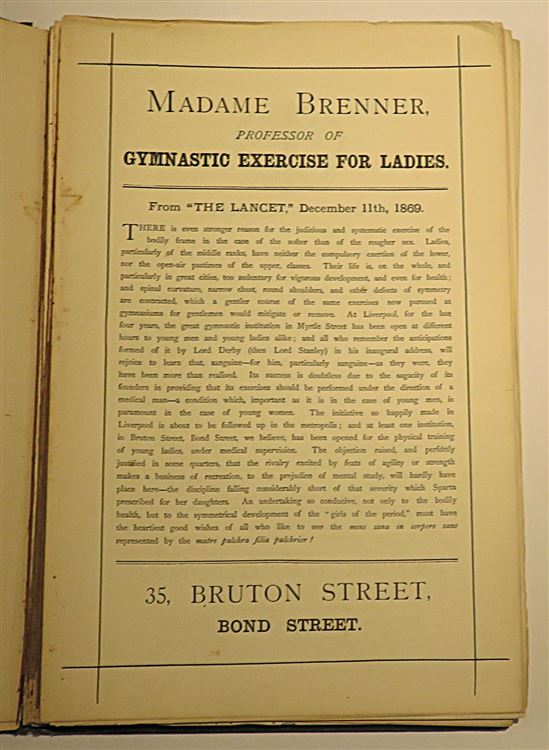 MADAME BRENNER,
PROFESSOR OF
GYMNASTIC EXERCISE FOR LADIES.
From "THE LANCET," December 11th, 1869.
THERE is even stronger reason for the judicious and systematic exercise of the
bodily frame in the case of the softer than of the rougher sex. Ladies,
particularly of the middle ranks, have neither the compulsory exertion of the lower,
nor the open-air pastimes of the upper, classes. Their life is, on the whole, and
particularly in great cities, too sedentary for vigorous development, and even for health;
and spinal curvature, narrow chest, round shoulders, and other defects of symmetry
are contracted, which a gentler course of the same exercises now pursued at
gymnasiums for gentlemen would mitigate or remove. At Liverpool, for the last
four years, the great gymnastic institution in Myrtle Street has been open at different
hours to young men and young ladies alike; and all who remember the anticipations
formed of it by Lord Derby (then Lord Stanley) in his inaugural address, will
rejoice to learn that, sanguine—for him, particularly sanguine—as they were, they
have been more than realised. Its success is doubtless due to the sagacity of its
founders in providing that its exercises should be performed under the direction of a
medical man—a condition which, important as it is in the case of young men, is
paramount in the case of young women. The initiative so happily made in
Liverpool is about to be followed up in the metropolis; and at least one institution,
in Bruton Street, Bond Street, we believe, has been opened for the physical training
of young ladies, under medical supervision. The objection raised, and perfectly
justified in some quarters, that the rivalry excited by feats of agility or strength
makes a business of recreation, to the prejudice of mental study, will hardly have
place here—the discipline falling considerably short of that severity which Sparta
prescribed for her daughters. An undertaking so conducive, not only to the bodily
health, but to the symmetrical development of the "girls of the period," must have
the heartiest good wishes of all who like to see the mens sana in corpore sano
represented by the matre pulchra filia pulchrior!
35, BRUTON STREET,
BOND STREET.